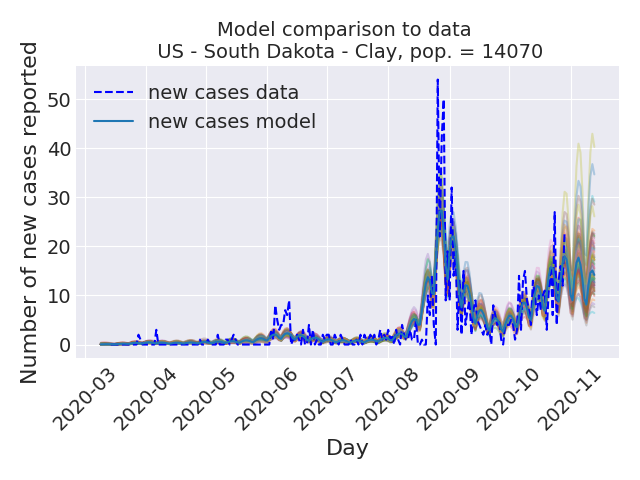 Model comparison to data
US - South Dakota - Clay, pop. = 14070
Number of new cases reported
new cases data
new cases model
50
40
30
20
10
0
2020-03
2020-04
2020-05
2020-06
2020-07
2020-08
2020-09
2020-10
2020-11
Day